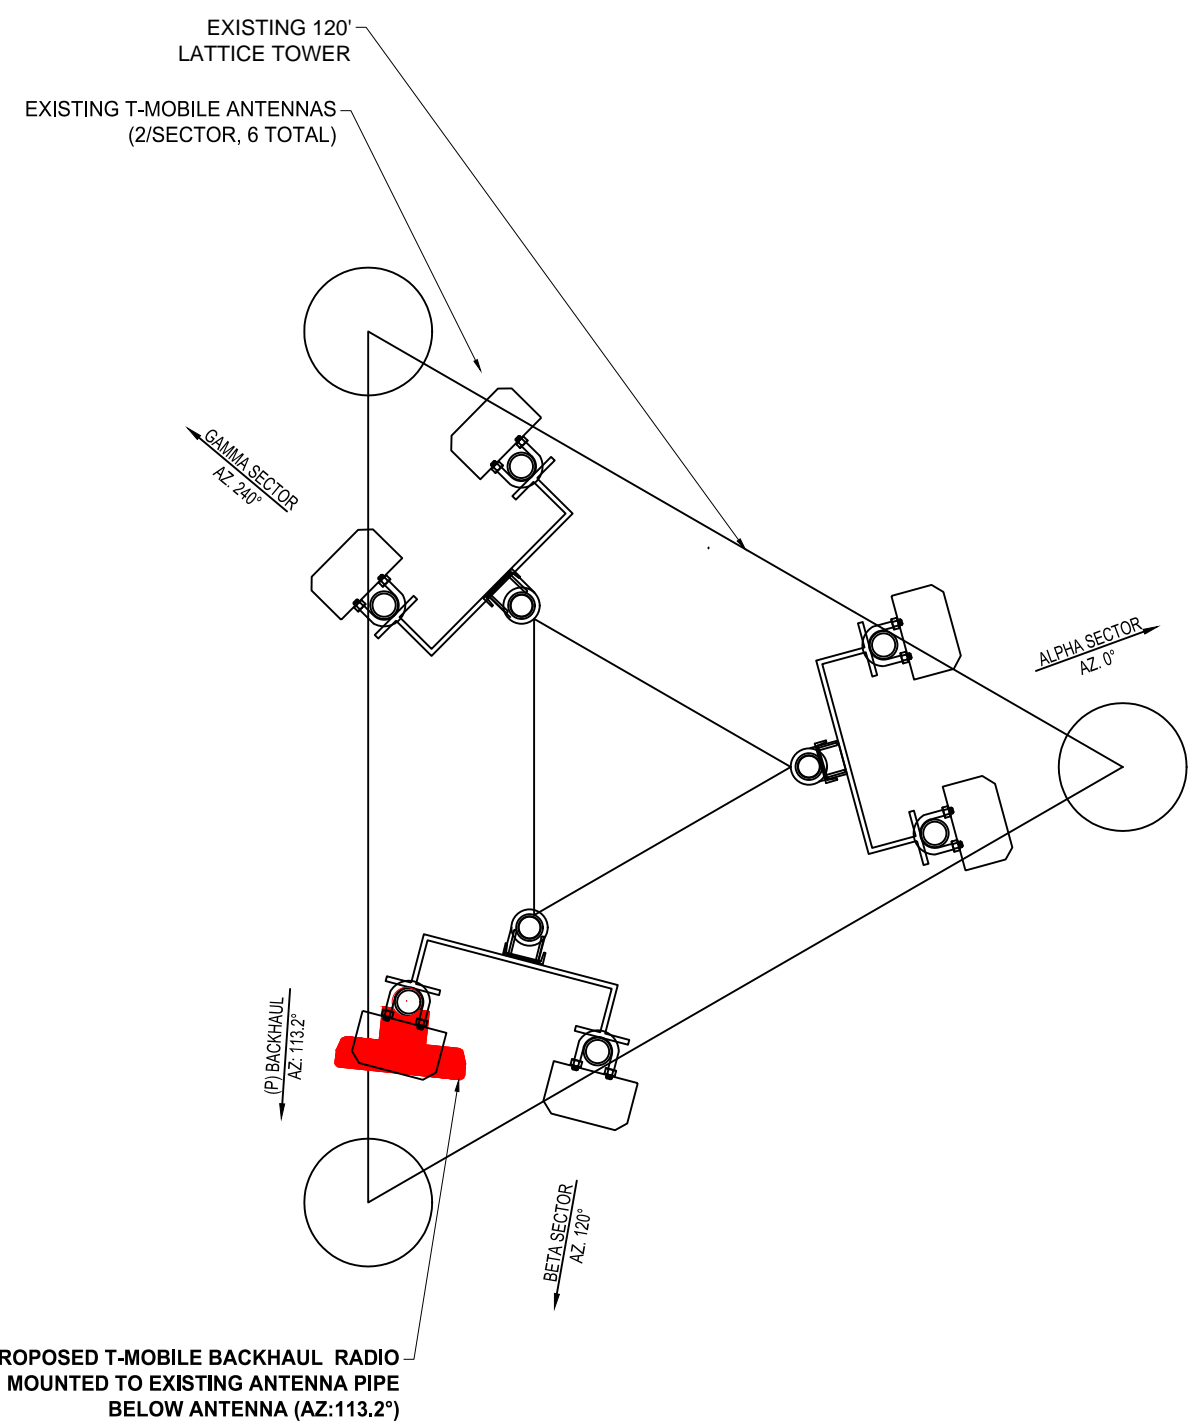 EXISTING 120'
LATTICE TOWER
EXISTING T-MOBILE ANTENNAS
(2/SECTOR, 6 TOTAL)
GAMMA SECTOR
AZ. 240°
ALPHA SECTOR
AZ. 0°
(P) BACKHAUL
AZ: 113.2°
BETA SECTOR
AZ. 120°
ROPOSED T-MOBILE BACKHAUL RADIO
MOUNTED TO EXISTING ANTENNA PIPE
BELOW ANTENNA (AZ:113.2°)